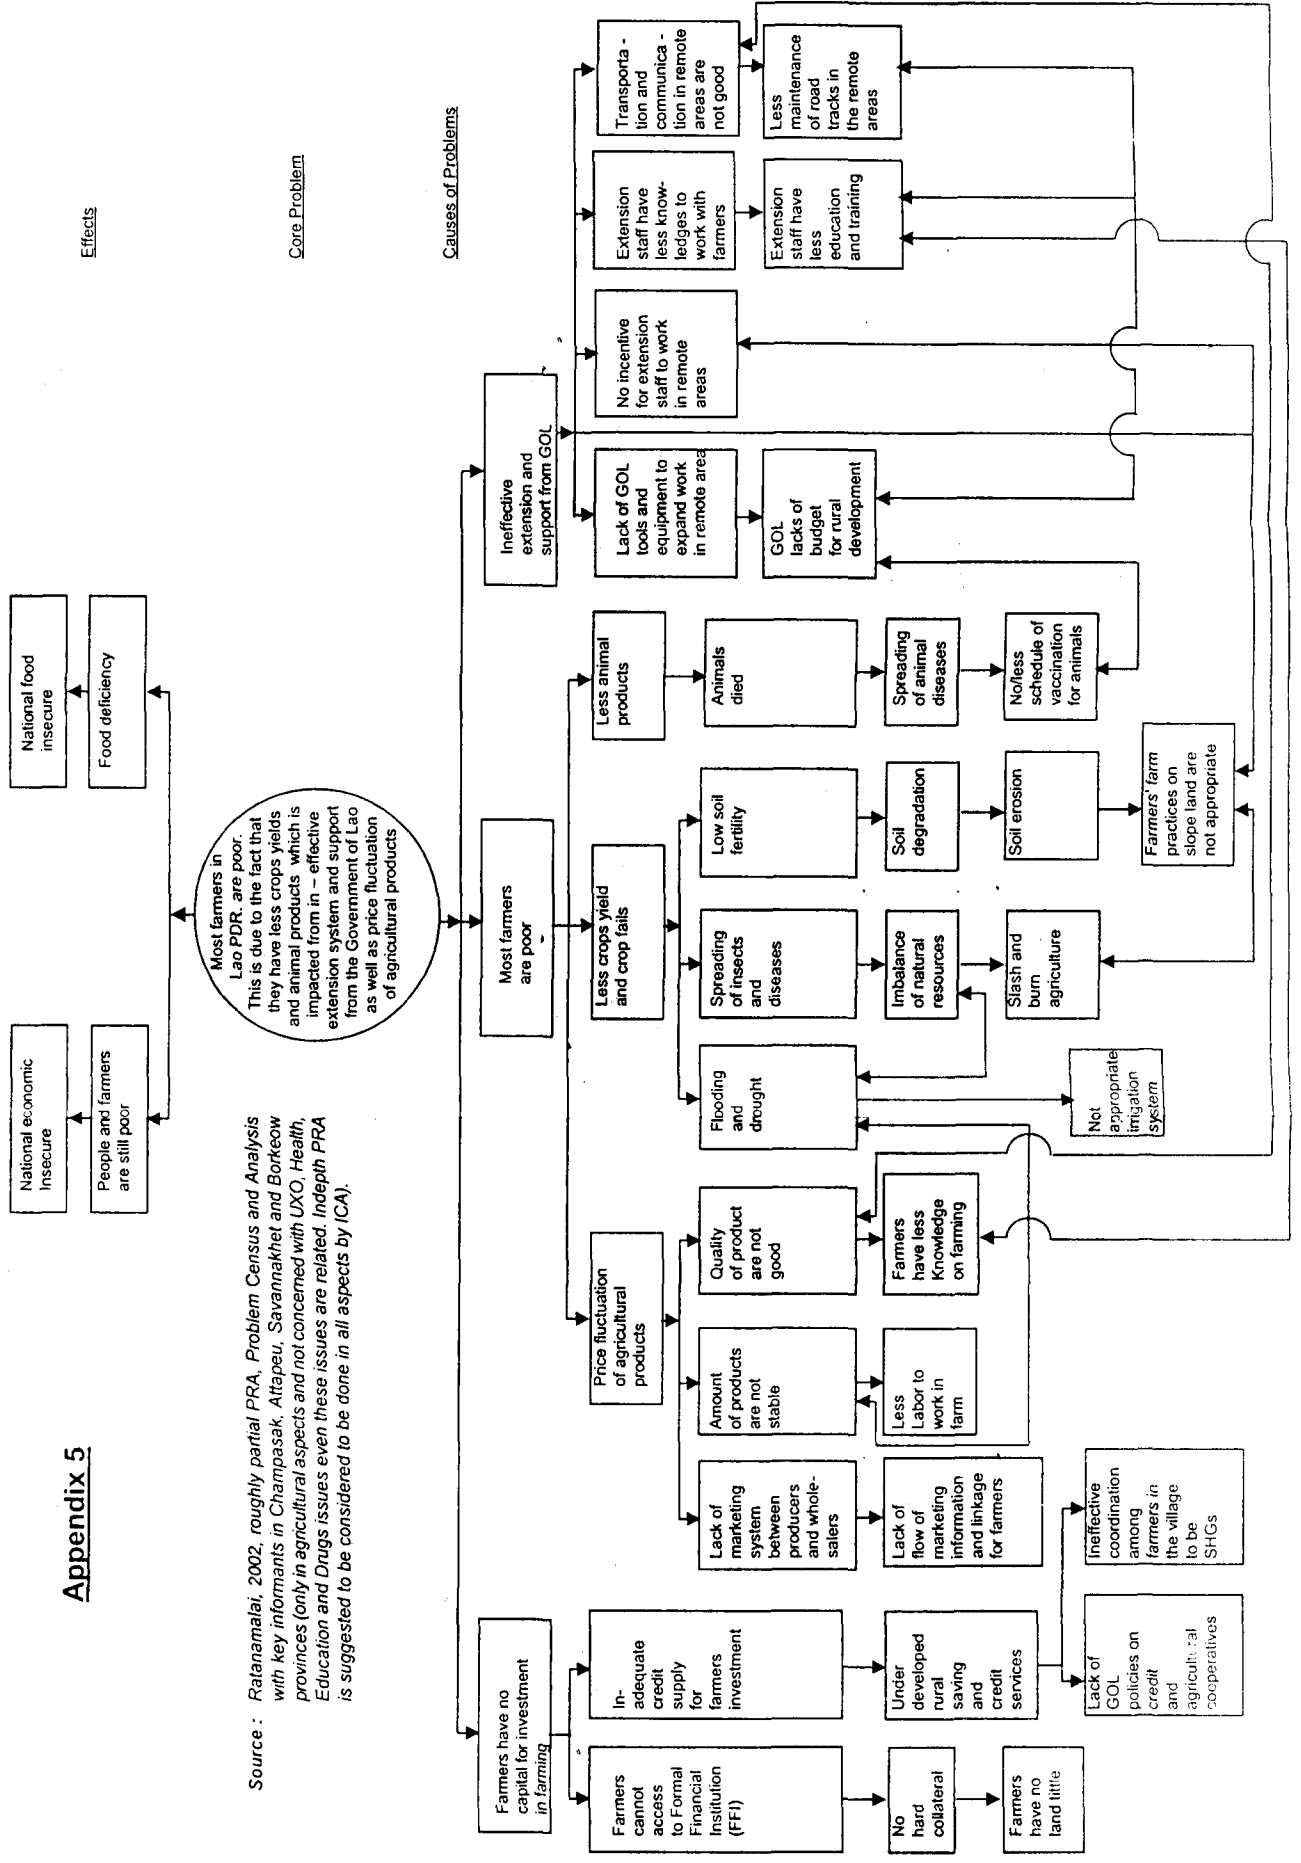 Appendix 5
Source : Ratanamalai, 2002, roughly partial PRA, Problem Census and Analysis
with key informants in Champasak, Attapeu, Savannakhet and Borkeow
provinces (only in agricultural aspects and not concerned with UXO, Health,
Education and Drugs issues even these issues are related. Indepth PRA
is suggested to be considered to be done in all aspects by ICA).
Effects
National economic
Insecure
National food
insecure
People and farmers
are still poor
Food deficiency
Core Problem
Most farmers in
Lao PDR. are poor.
This is due to the fact that
they have less crops yields
and animal products which is
impacted from in – effective
extension system and support
from the Government of Lao
as well as price fluctuation
of agricultural products
Causes of Problems
Farmers have no
capital for investment
in farming
Most farmers
are poor
Ineffective
extension and
support from GOL
Farmers
cannot
access
to Formal
Financial
Institution
(FFI)
In-
adequate
credit
supply
for
farmers
investment
Price fluctuation
of agricultural
products
Less crops yield
and crop fails
Less animal
products
Lack of GOL
tools and
equipment to
expand work
in remote area
No incentive
for extension
staff to work
in remote
areas
Extension
staff have
less know-
ledges to
work with
farmers
Transporta -
tion and
communica -
tion in remote
areas are
not good
Lack of
marketing
system
between
producers
and whole-
salers
Amount
of products
are not
stable
Quality
of product
are not
good
Flooding
and
drought
Spreading
of insects
and
diseases
Low soil
fertility
Animals
died
GOL
lacks of
budget
for rural
development
Extension
staff have
less
education
and training
Less
maintenance
of road
tracks in
the remote
areas
No
hard
collateral
Under
developed
rural
saving
and
credit
services
Lack of
flow of
marketing
information
and linkage
for farmers
Less
Labor to
work in
farm
Farmers
have less
Knowledge
on farming
Imbalance
of natural
resources
Soil
degradation
Spreading
of animal
diseases
Farmers
have no
land tittle
Lack of
GOL
policies on
credit
and
agricultural
cooperatives
Ineffective
coordination
among
farmers in
the village
to be
SHGs
Not
appropriate
irrigation
system
Slash and
burn
agriculture
Soil erosion
No/less
schedule of
vaccination
for animals
Farmers' farm
practices on
slope land are
not appropriate